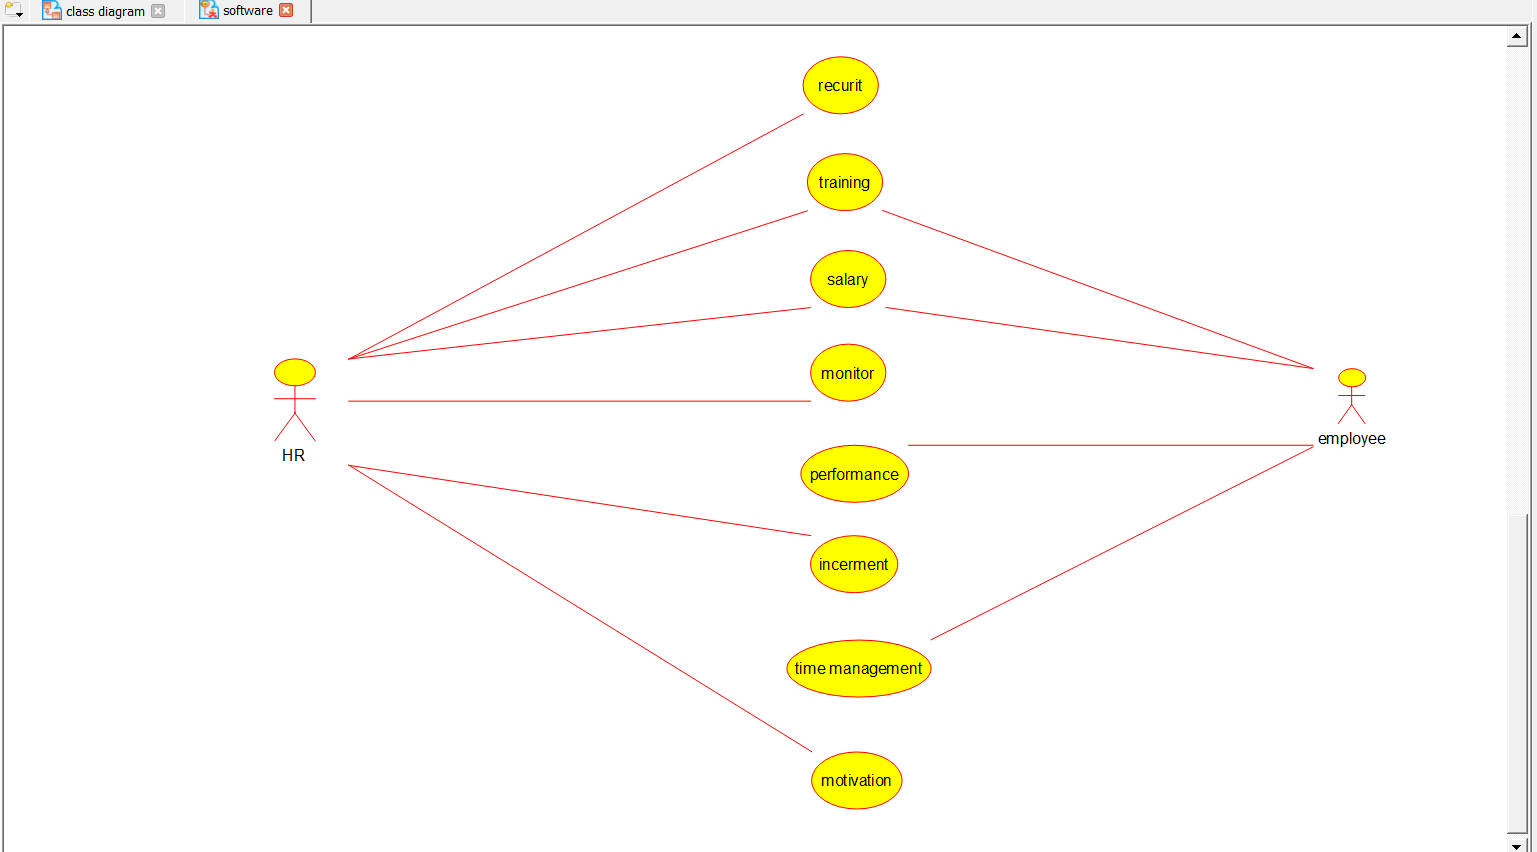 class diagram
software
recurit
training
salary
monitor
HR
employee
performance
incerment
time management
motivation